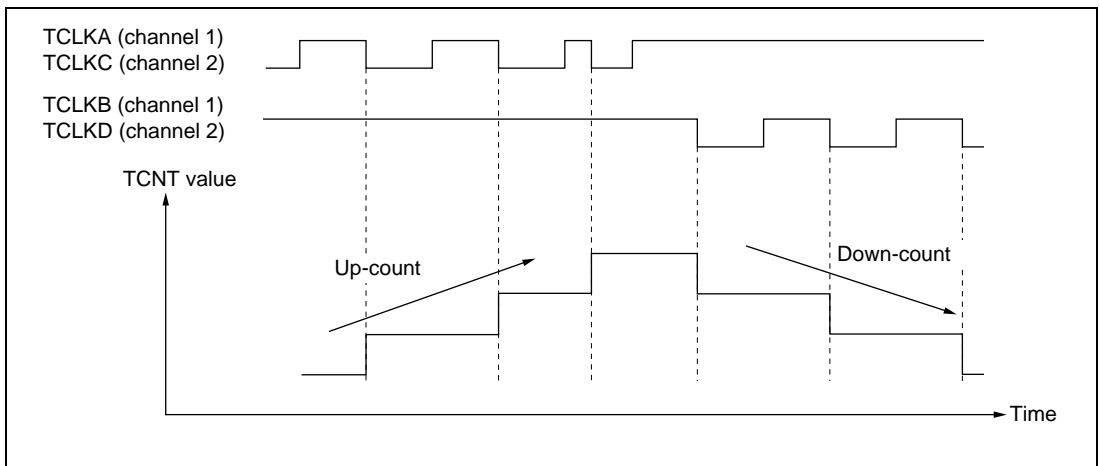 TCLKA (channel 1)
TCLKC (channel 2)
TCLKB (channel 1)
TCLKD (channel 2)
TCNT value
Up-count
Down-count
Time